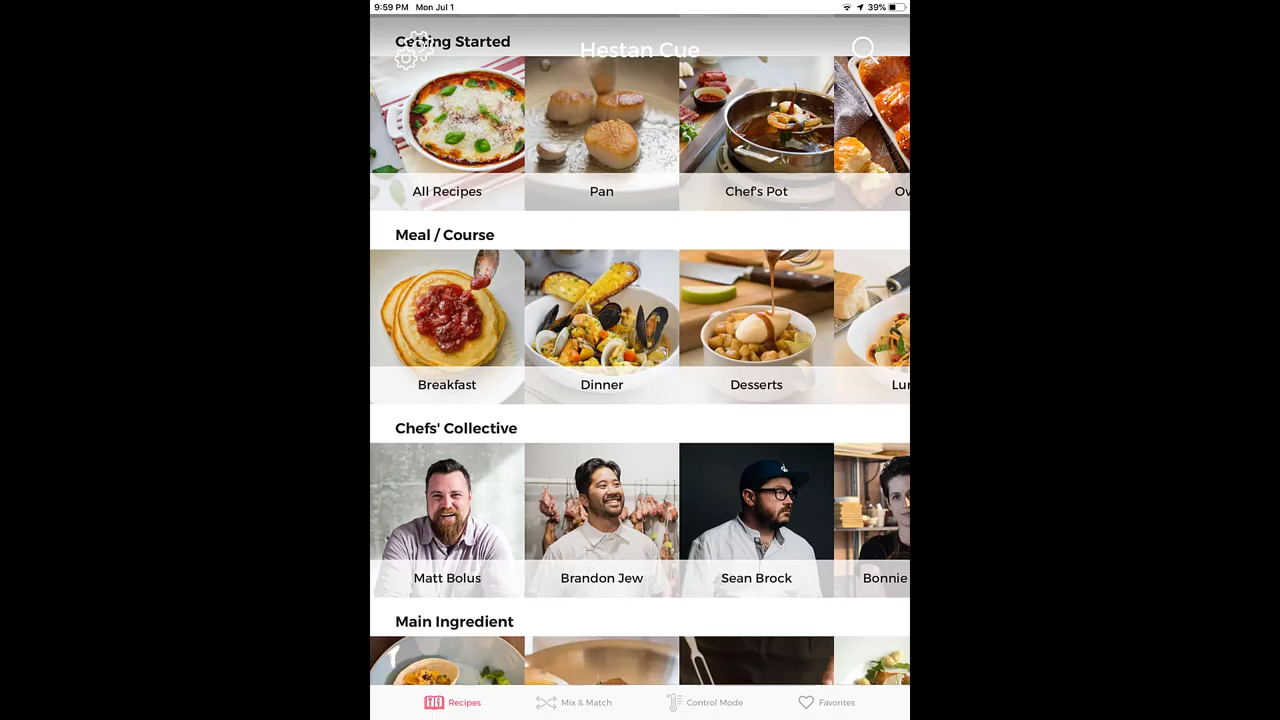 9:59 PM Mon Jul 1
39%
Getting Started
Hestan Cue
All Recipes
Pan
Chef's Pot
Ov
Meal / Course
Breakfast
Dinner
Desserts
Lun
Chefs' Collective
Matt Bolus
Brandon Jew
Sean Brock
Bonnie
Main Ingredient
Recipes
Mix & Match
Control Mode
Favorites